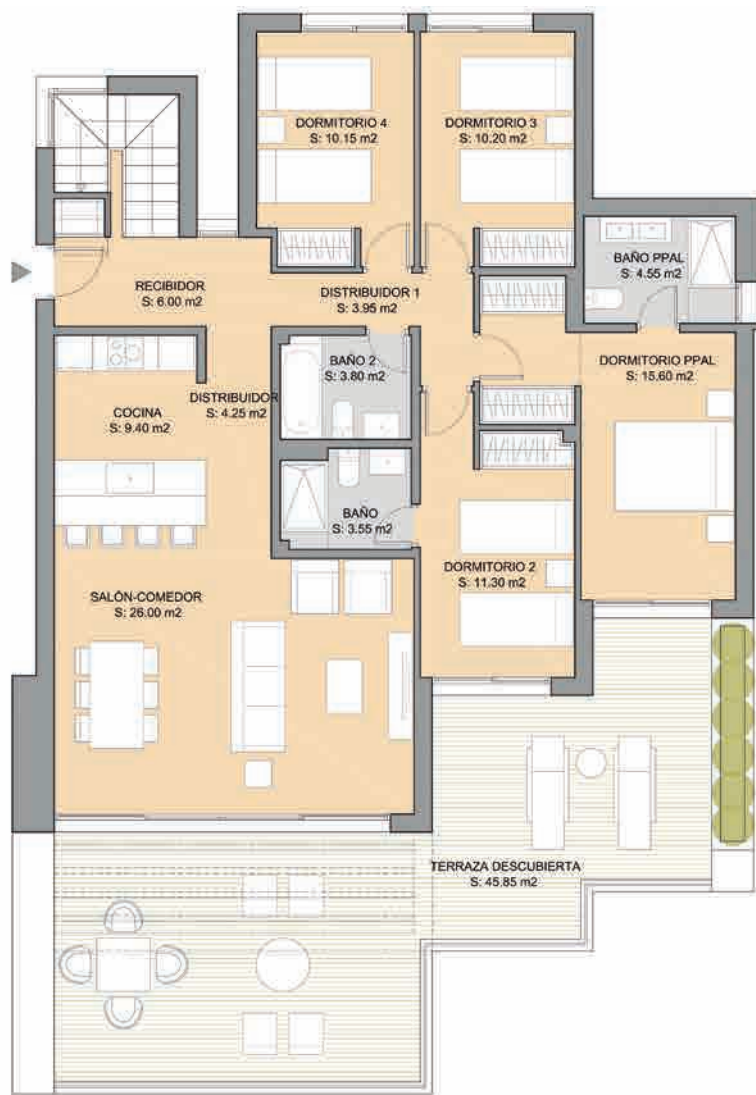 DORMITORIO 4
S: 10.15 m2
DORMITORIO 3
S: 10.20 m2
BAÑO PPAL
S: 4.55 m2
RECIBIDOR
S: 6.00 m2
DISTRIBUIDOR 1
S: 3.95 m2
BAÑO 2
S: 3.80 m2
DORMITORIO PPAL
S: 15.60 m2
DISTRIBUIDOR
S: 4.25 m2
COCINA
S: 9.40 m2
BAÑO
S: 3.55 m2
DORMITORIO 2
S: 11.30 m2
SALÓN-COMEDOR
S: 26.00 m2
TERRAZA DESCUBIERTA
S: 45.85 m2